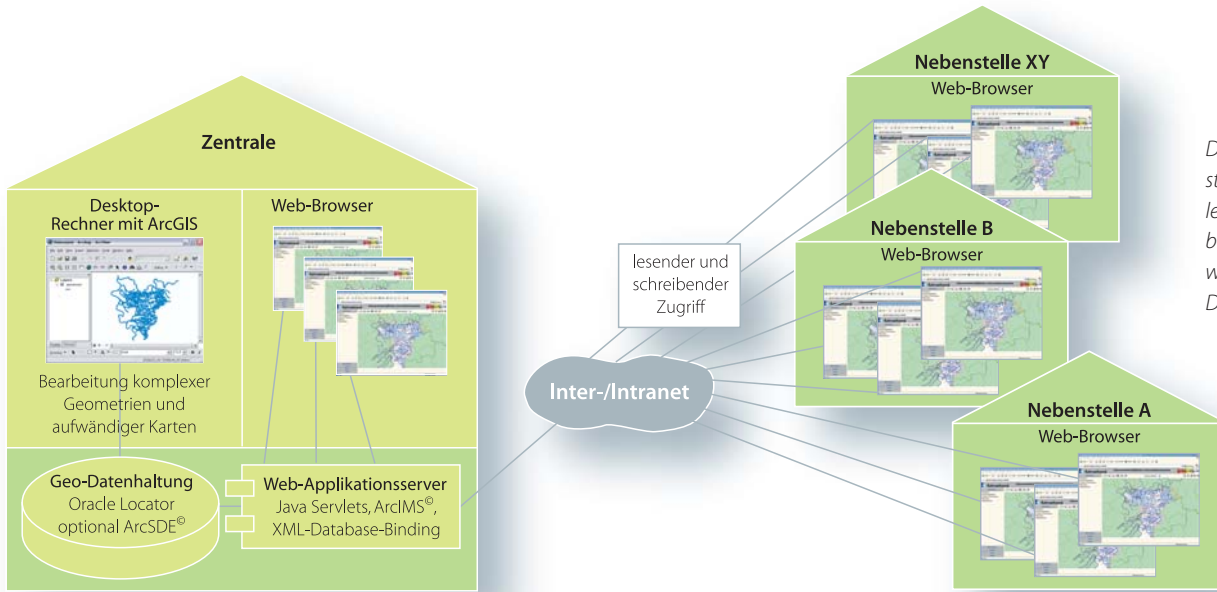 Zentrale
Desktop-
Rechner mit ArcGIS
Bearbeitung komplexer
Geometrien und
aufwändiger Karten
Web-Browser
Geo-Datenhaltung
Oracle Locator
optional ArcSDE©
Web-Applikationsserver
Java Servlets, ArcIMS©,
XML-Database-Binding
Inter-/Intranet
lesender und
schreibender
Zugriff
Nebenstelle XY
Web-Browser
Nebenstelle B
Web-Browser
Nebenstelle A
Web-Browser